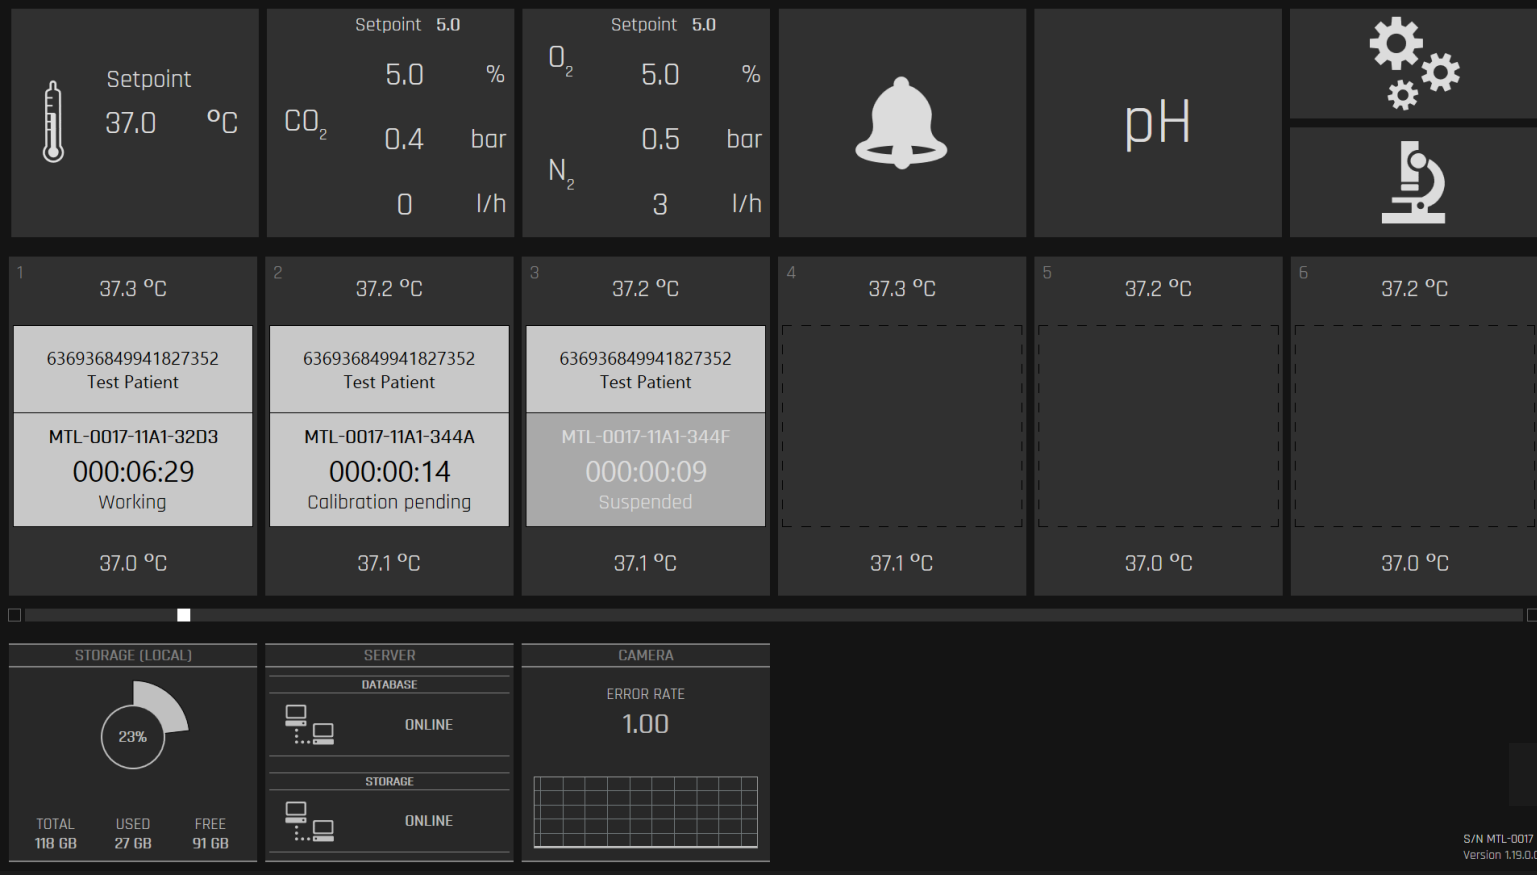 Setpoint
37.0 °C
Setpoint 5.0
5.0 %
CO2
0.4 bar
0 l/h
Setpoint 5.0
O2
5.0 %
0.5 bar
N2
3 l/h
pH
1
37.3 °C
636936849941827352
Test Patient
MTL-0017-11A1-32D3
000:06:29
Working
37.0 °C
2
37.2 °C
636936849941827352
Test Patient
MTL-0017-11A1-344A
000:00:14
Calibration pending
37.1 °C
3
37.2 °C
636936849941827352
Test Patient
MTL-0017-11A1-344F
000:00:09
Suspended
37.1 °C
4
37.3 °C
37.1 °C
5
37.2 °C
37.0 °C
6
37.2 °C
37.0 °C
STORAGE (LOCAL)
23%
TOTAL USED FREE
118 GB 27 GB 91 GB
SERVER
DATABASE
ONLINE
STORAGE
ONLINE
CAMERA
ERROR RATE
1.00
S/N MTL-0017
Version 1.19.0.